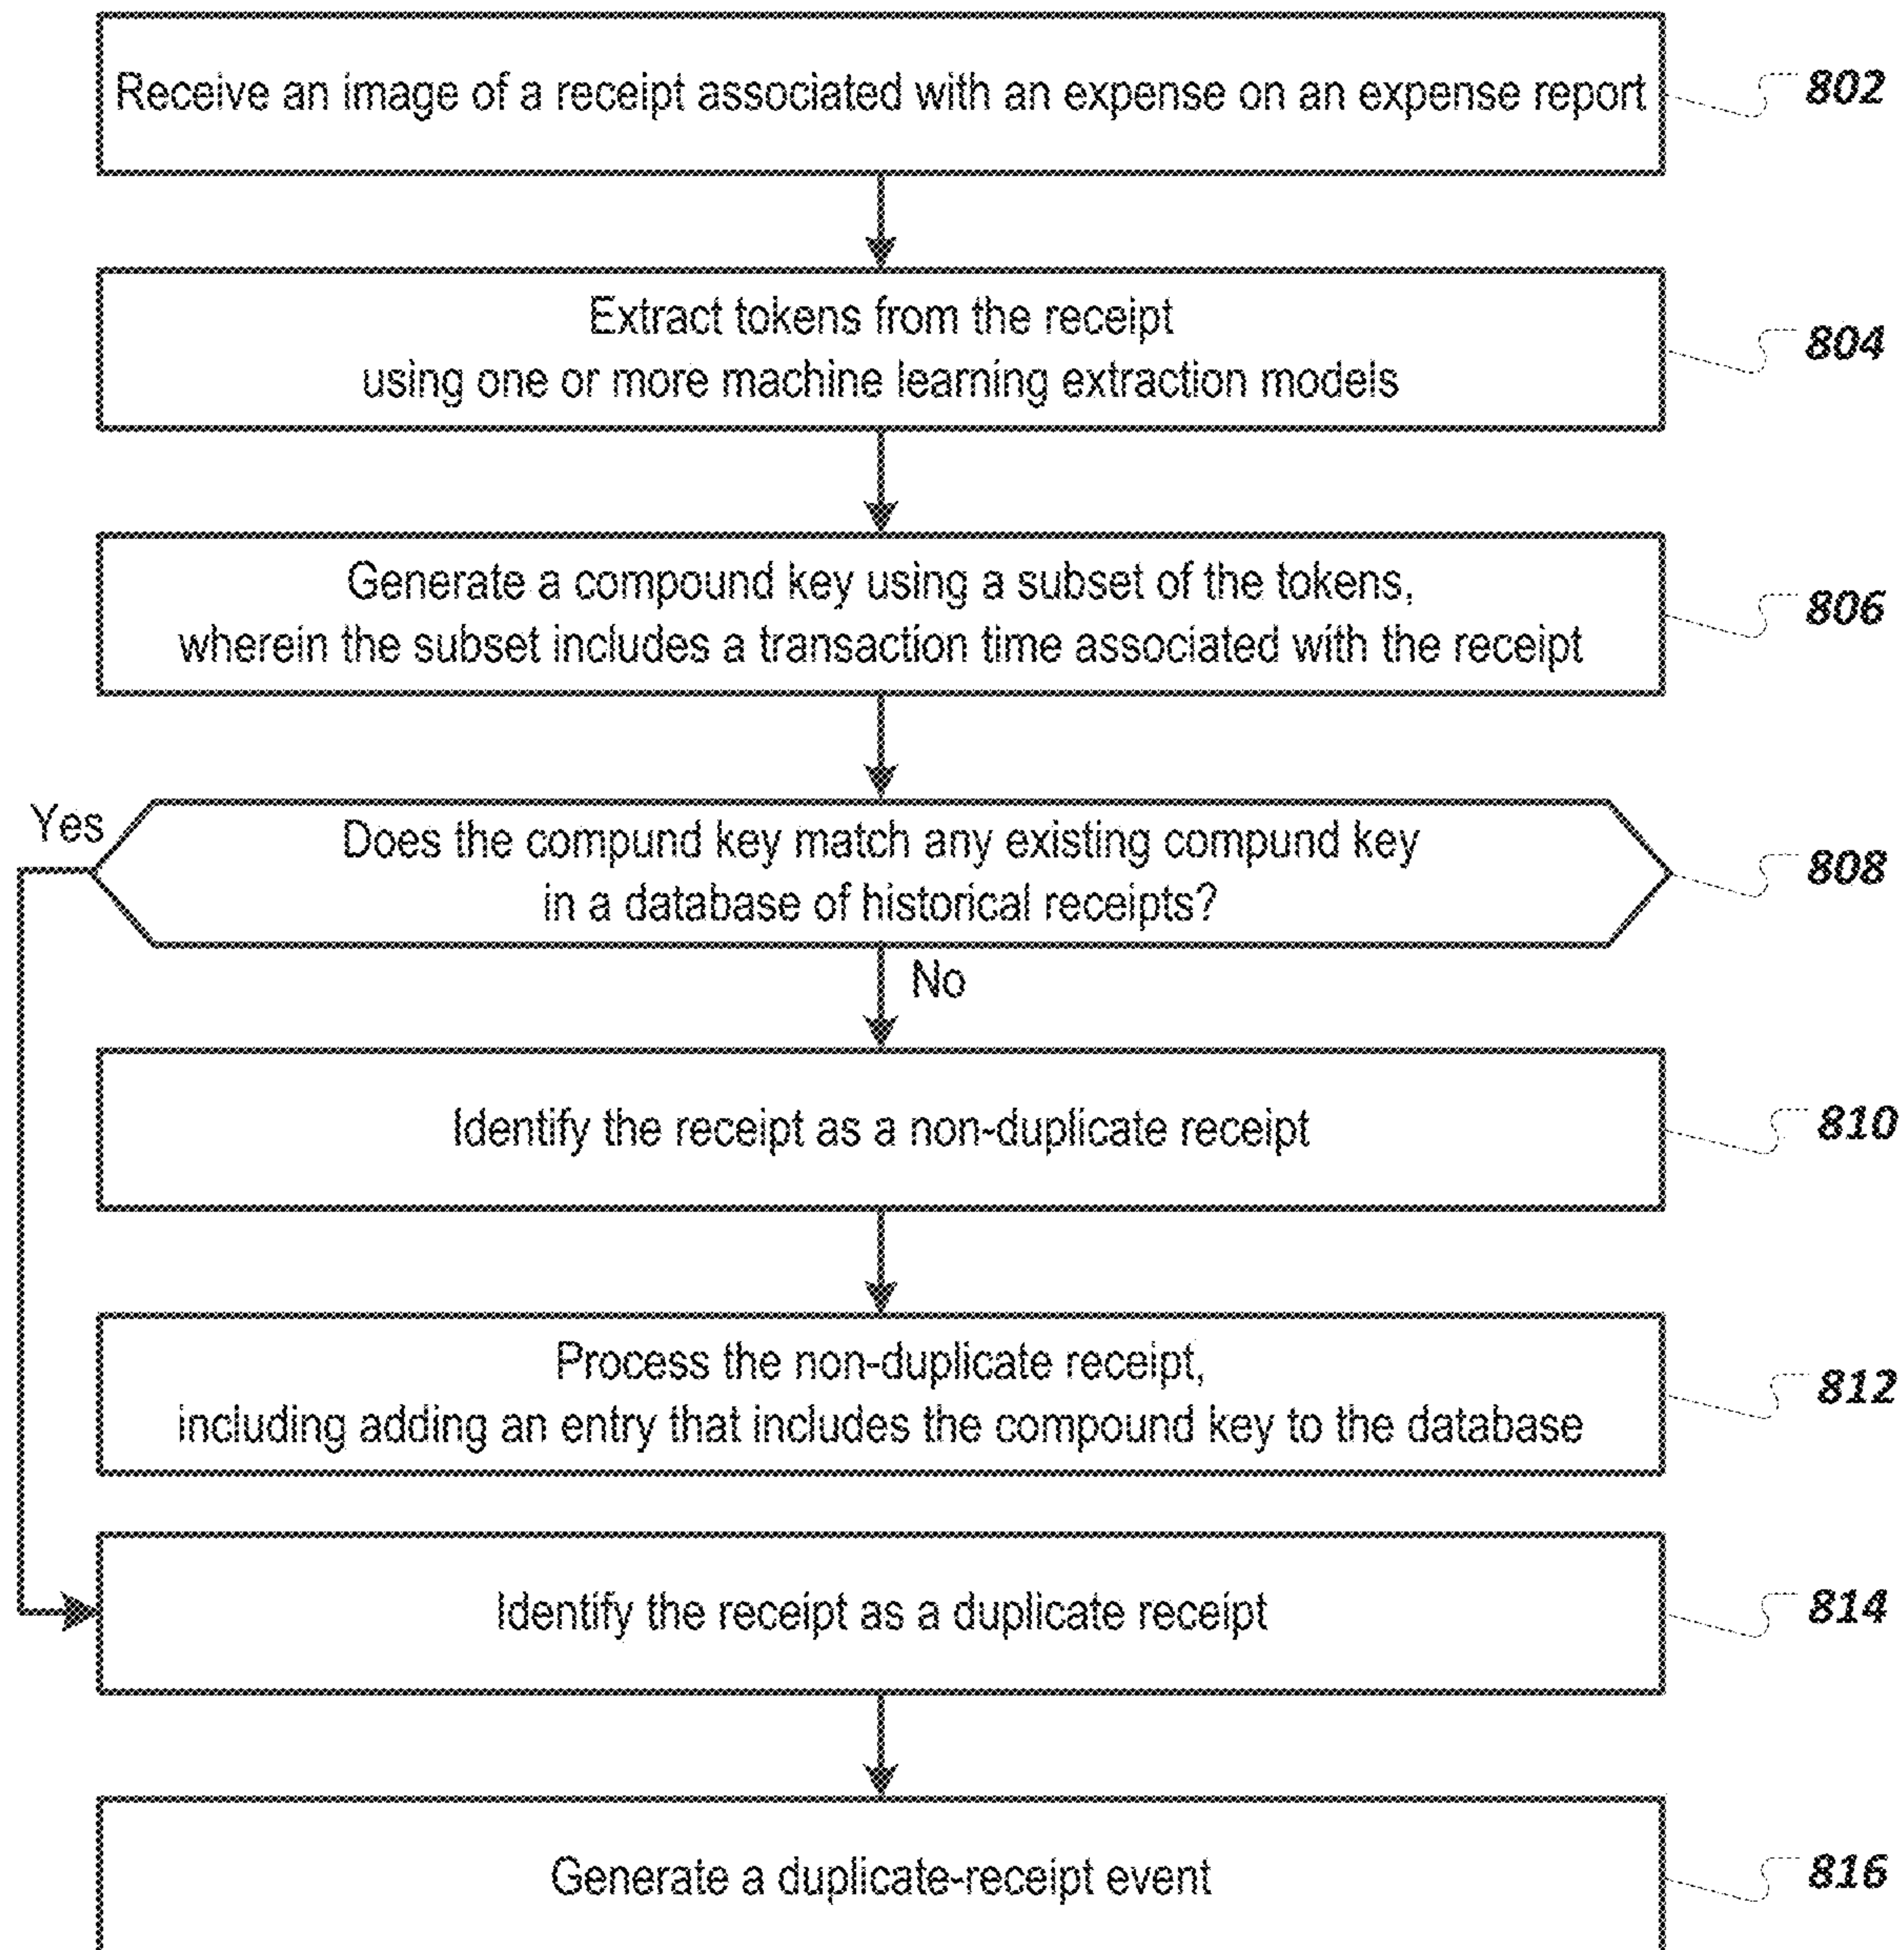 Receive an image of a receipt associated with an expense on an expense report
802
Extract tokens from the receipt
using one or more machine learning extraction models
804
Generate a compound key using a subset of the tokens,
wherein the subset includes a transaction time associated with the receipt
806
Yes
Does the compund key match any existing compund key
in a database of historical receipts?
808
No
Identify the receipt as a non-duplicate receipt
810
Process the non-duplicate receipt,
including adding an entry that includes the compound key to the database
812
Identify the receipt as a duplicate receipt
814
Generate a duplicate-receipt event
816